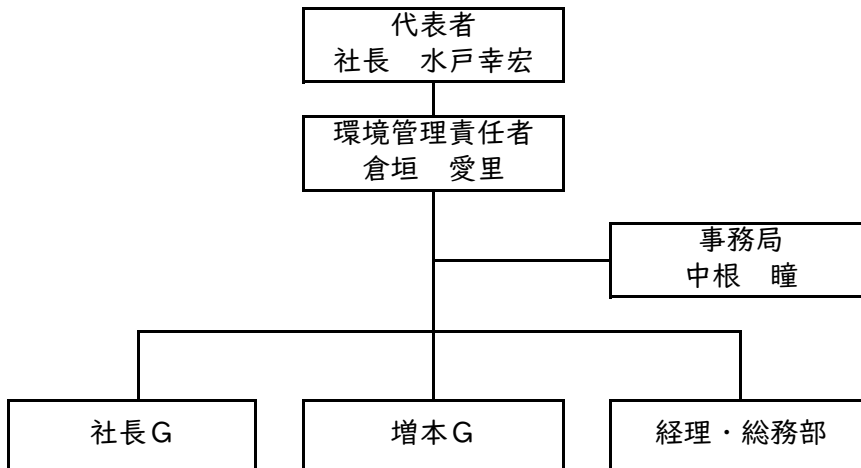 代表者
社長　水戸幸宏
環境管理責任者
倉垣　愛里
事務局
中根　瞳
社長Ｇ
増本Ｇ
経理・総務部